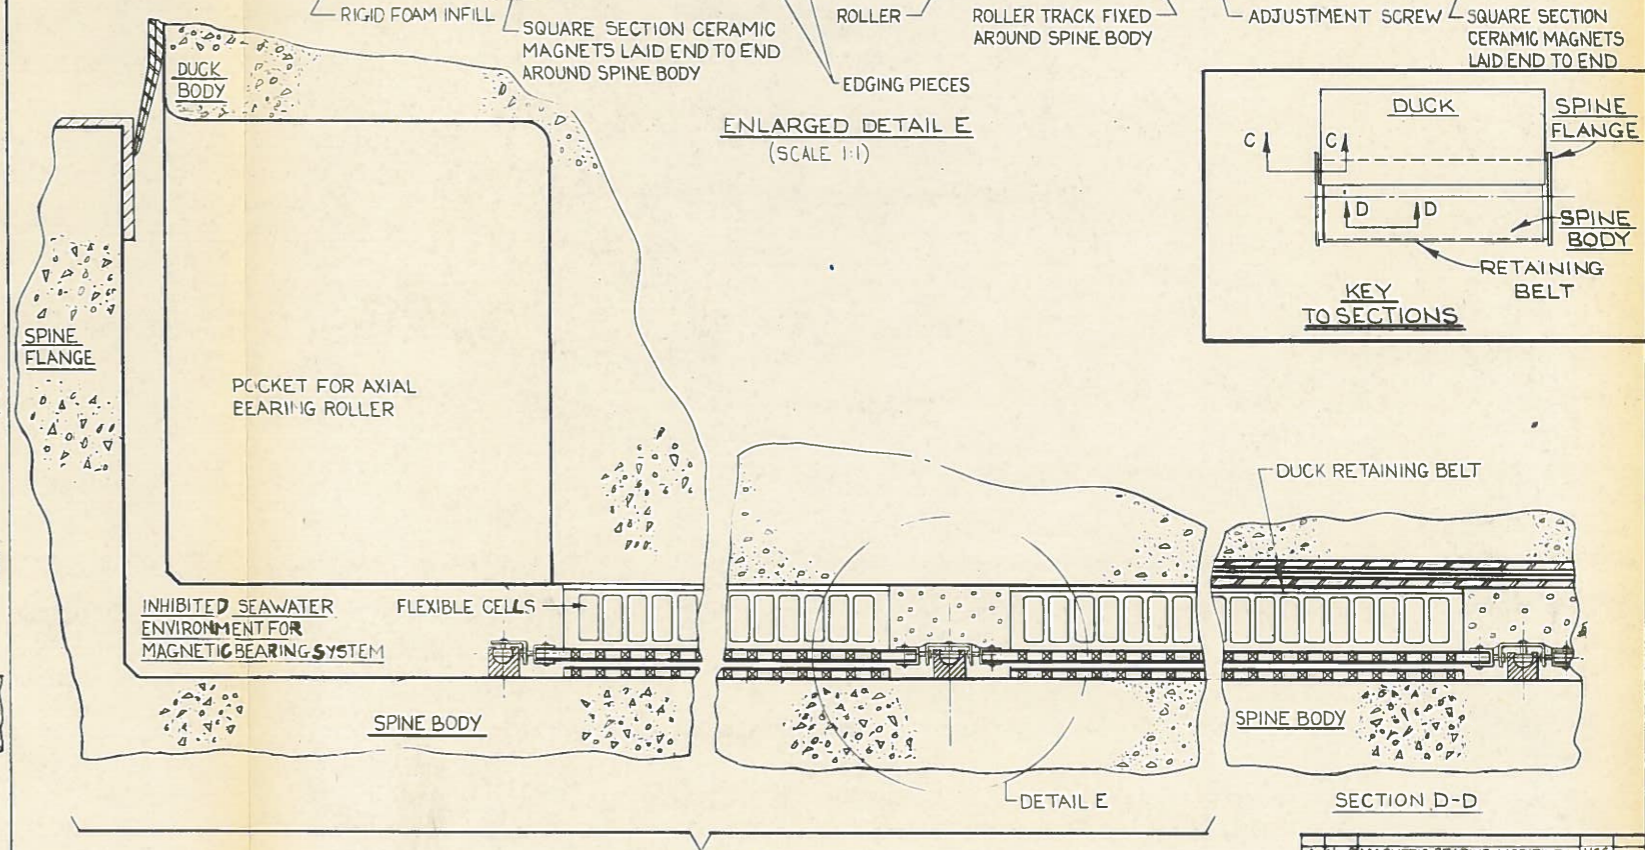 RIGID FOAM INFILL
SQUARE SECTION CERAMIC
MAGNETS LAID END TO END
AROUND SPINE BODY
ROLLER
EDGING PIECES
ROLLER TRACK FIXED
AROUND SPINE BODY
ADJUSTMENT SCREW
SQUARE SECTION
CERAMIC MAGNETS
LAID END TO END
DUCK
BODY
ENLARGED DETAIL E
(SCALE 1:1)
DUCK
SPINE
FLANGE
C
C
D
D
SPINE
BODY
RETAINING
BELT
KEY
TO SECTIONS
SPINE
FLANGE
POCKET FOR AXIAL
BEARING ROLLER
DUCK RETAINING BELT
INHIBITED SEAWATER
ENVIRONMENT FOR
MAGNETIC BEARING SYSTEM
FLEXIBLE CELLS
SPINE BODY
SPINE BODY
DETAIL E
SECTION D-D